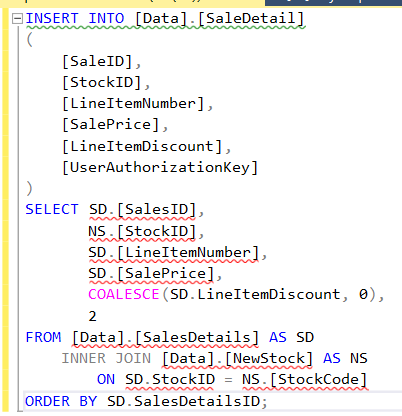 INSERT INTO [Data].[SaleDetail]
(
[SaleID],
[StockID],
[LineItemNumber],
[SalePrice],
[LineItemDiscount],
[UserAuthorizationKey]
)
SELECT SD.[SalesID],
NS.[StockID],
SD.[LineItemNumber],
SD.[SalePrice],
COALESCE(SD.LineItemDiscount, 0),
2
FROM [Data].[SalesDetails] AS SD
INNER JOIN [Data].[NewStock] AS NS
ON SD.StockID = NS.[StockCode]
ORDER BY SD.SalesDetailsID;